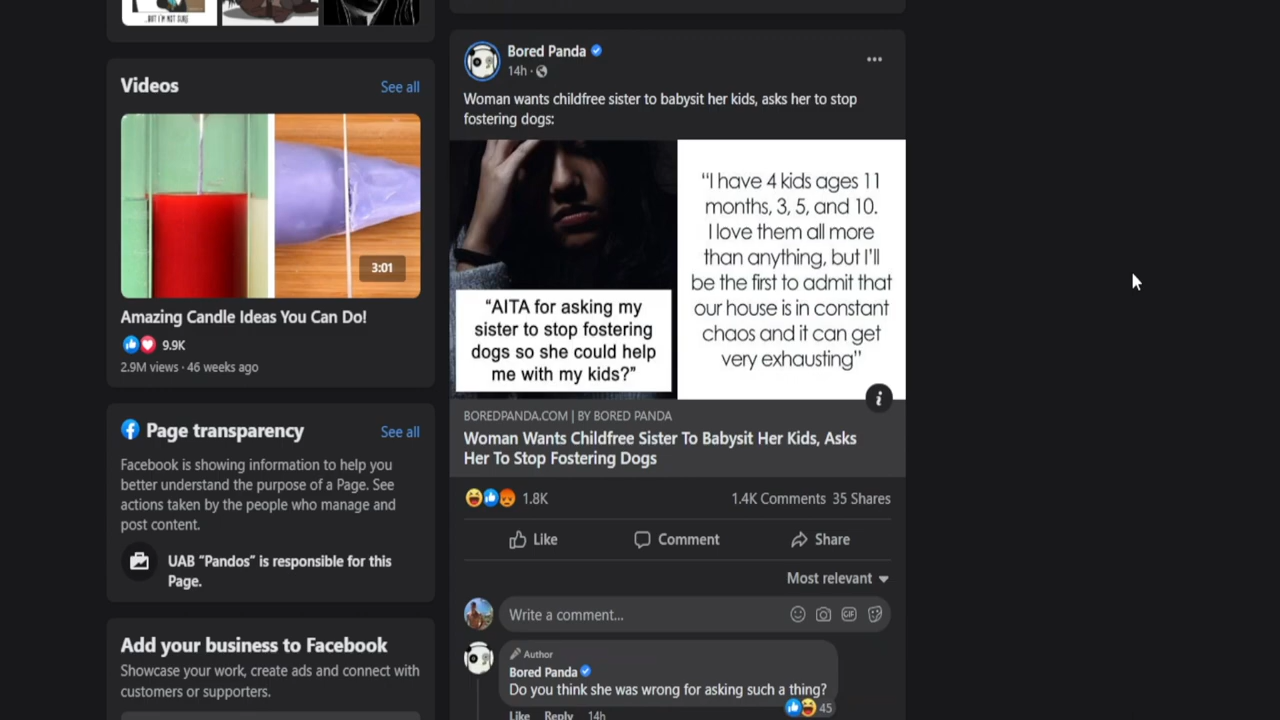 ...BUT I'M NOT SURE
Videos
See all
3:01
Amazing Candle Ideas You Can Do!
9.9K
2.9M views · 46 weeks ago
Page transparency
See all
Facebook is showing information to help you
better understand the purpose of a Page. See
actions taken by the people who manage and
post content.
UAB "Pandos" is responsible for this
Page.
Add your business to Facebook
Showcase your work, create ads and connect with
customers or supporters.
Bored Panda
14h ·
Woman wants childfree sister to babysit her kids, asks her to stop
fostering dogs:
"AITA for asking my
sister to stop fostering
dogs so she could help
me with my kids?"
"I have 4 kids ages 11
months, 3, 5, and 10.
I love them all more
than anything, but I'll
be the first to admit that
our house is in constant
chaos and it can get
very exhausting"
BOREDPANDA.COM | BY BORED PANDA
Woman Wants Childfree Sister To Babysit Her Kids, Asks
Her To Stop Fostering Dogs
1.8K
1.4K Comments 35 Shares
Like
Comment
Share
Most relevant
Write a comment...
GIF
Author
Bored Panda
Do you think she was wrong for asking such a thing?
45
Like Reply 14h